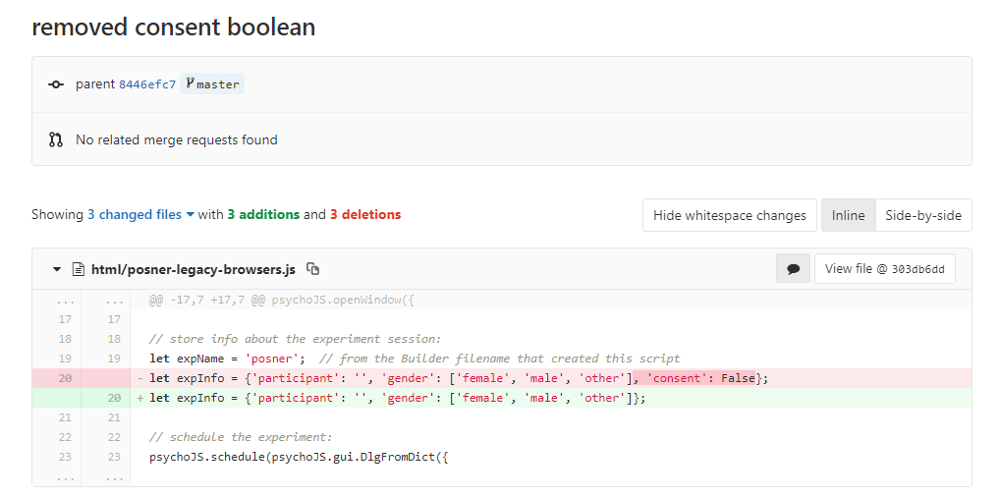 removed consent boolean
parent 8446efc7 master
No related merge requests found
Showing 3 changed files with 3 additions and 3 deletions
Hide whitespace changes Inline Side-by-side
html/posner-legacy-browsers.js View file @ 303db6dd
... ... @@ -17,7 +17,7 @@ psychoJS.openWindow({
17 17
18 18 // store info about the experiment session:
19 19 let expName = 'posner';  // from the Builder filename that created this script
20 - let expInfo = {'participant': '', 'gender': ['female', 'male', 'other'], 'consent': False};
20 + let expInfo = {'participant': '', 'gender': ['female', 'male', 'other']};
21 21
22 22 // schedule the experiment:
23 23 psychoJS.schedule(psychoJS.gui.DlgFromDict({
... ...